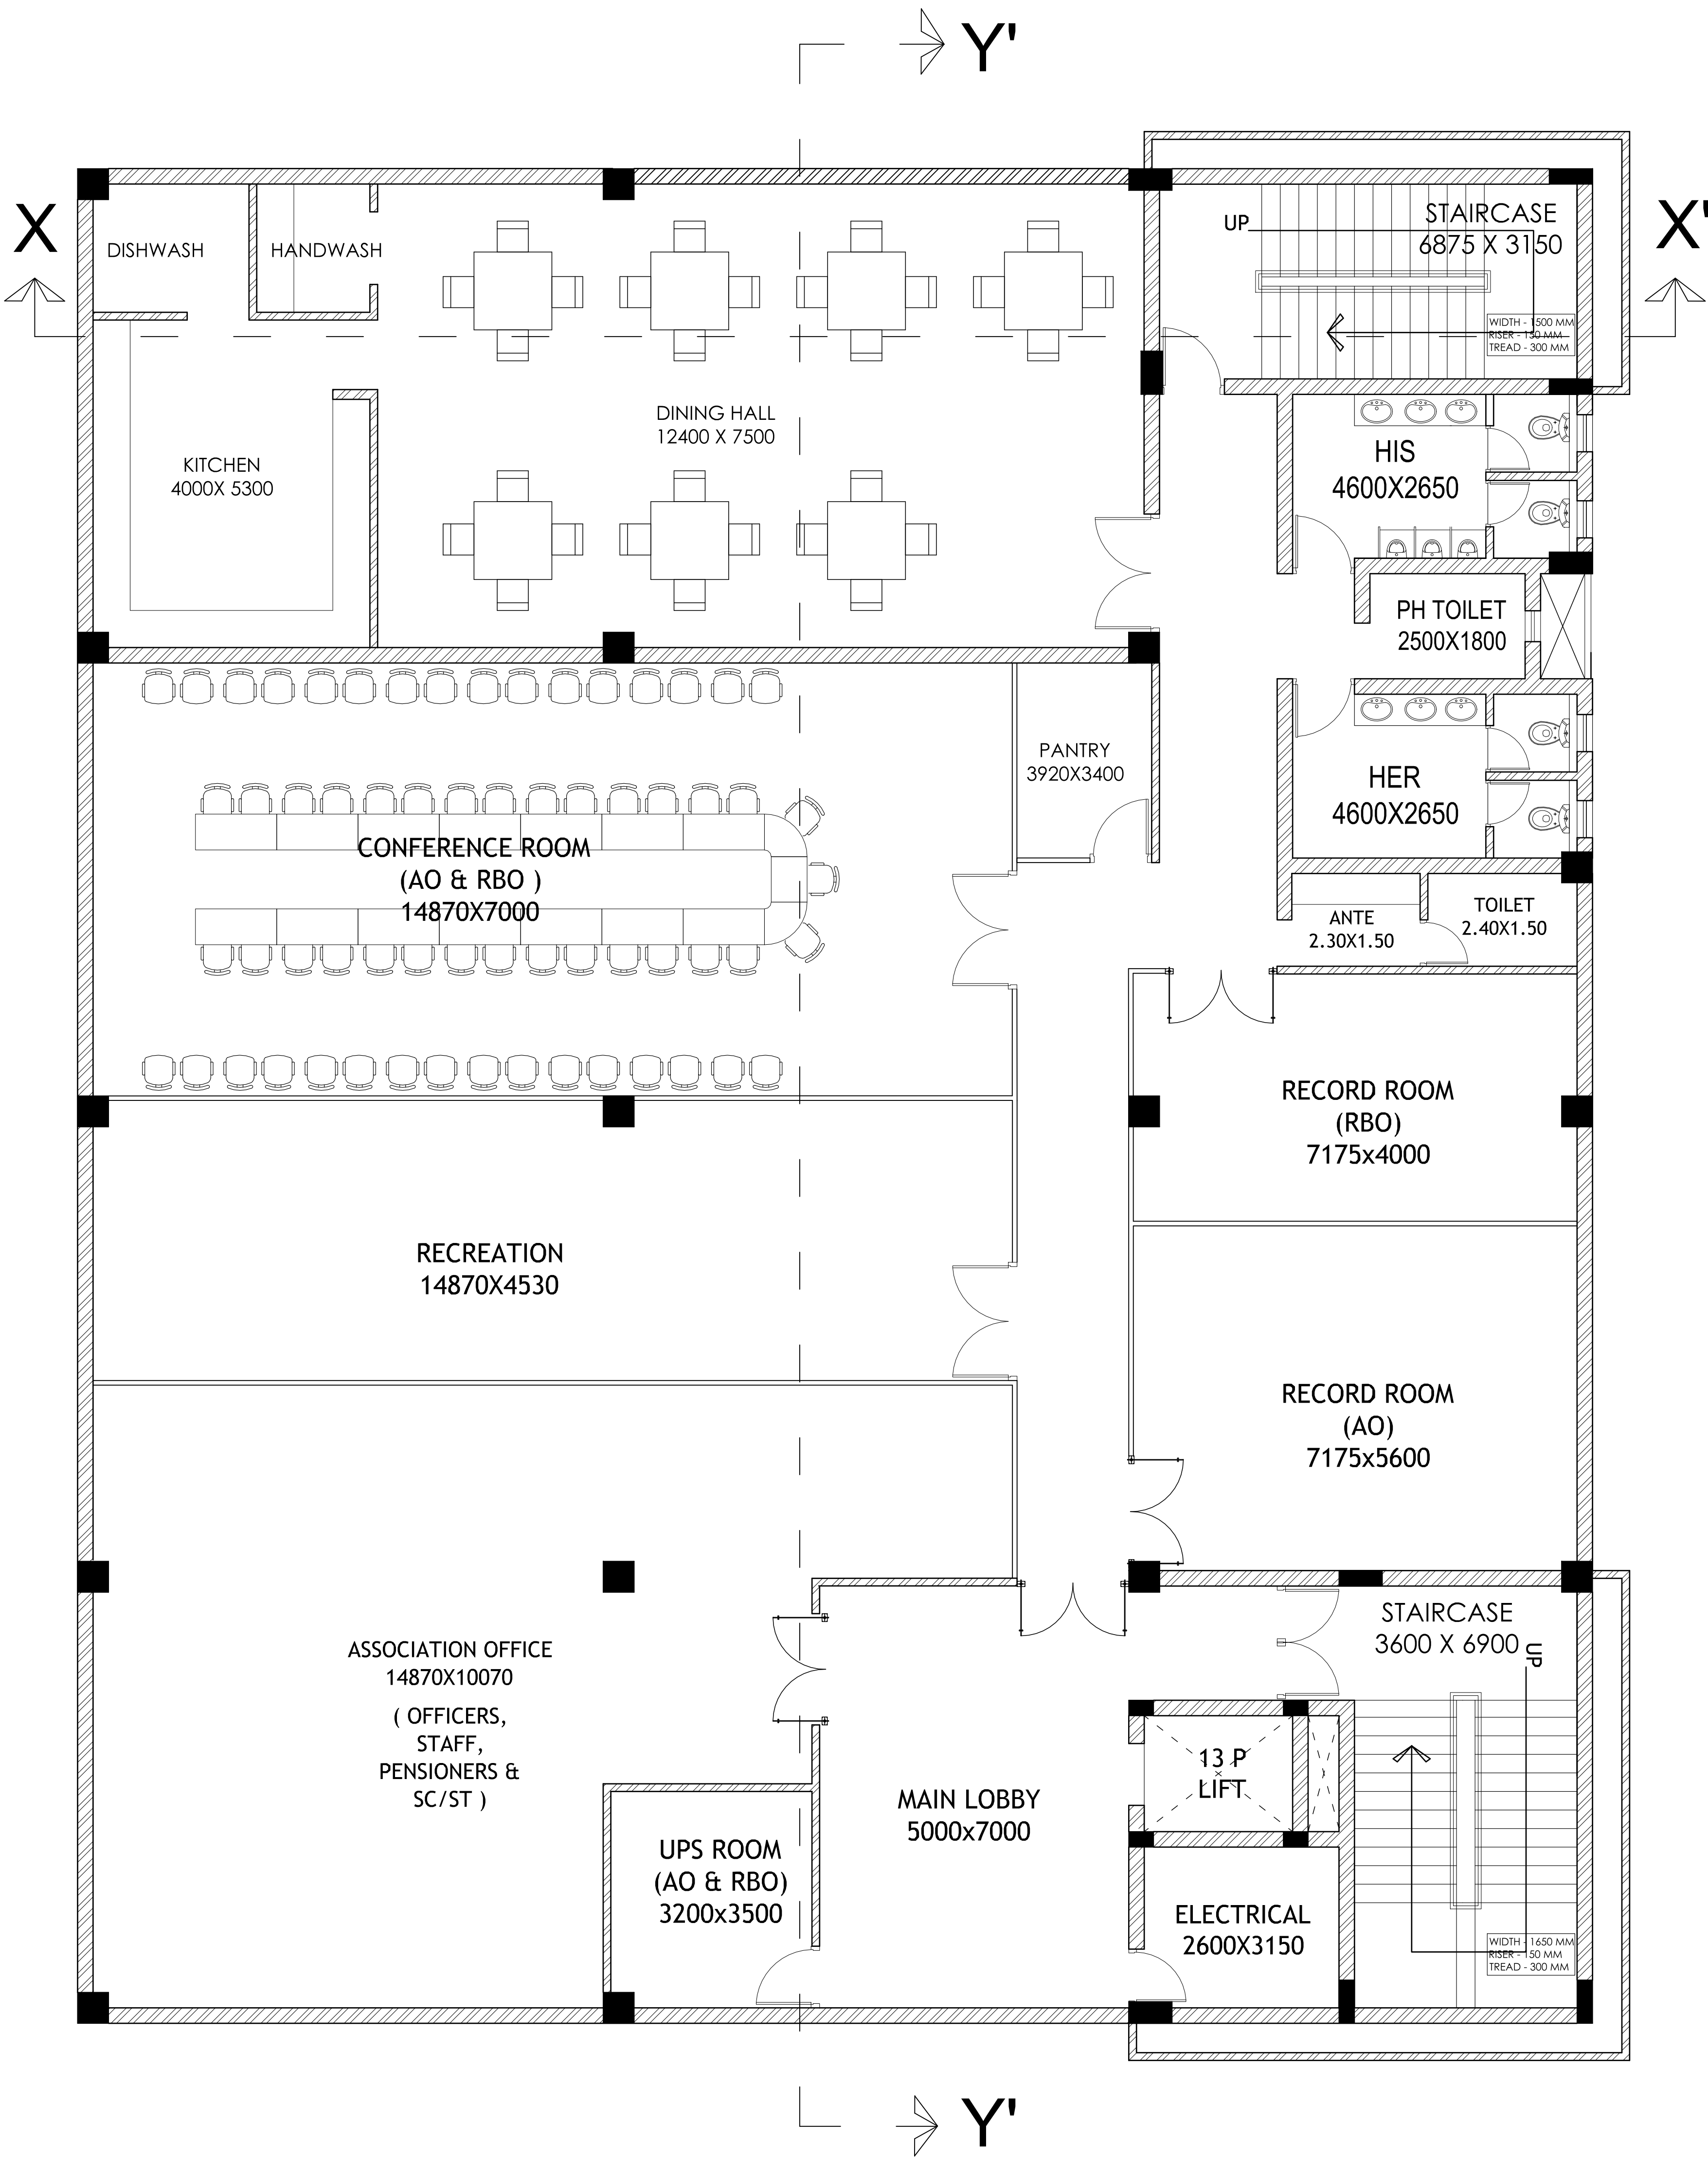 Y'
X
X'
DISHWASH
HANDWASH
UP
STAIRCASE
6875 X 3150
WIDTH - 1500 MM
RISER - 150 MM
TREAD - 300 MM
DINING HALL
12400 X 7500
KITCHEN
4000X 5300
HIS
4600X2650
PH TOILET
2500X1800
PANTRY
3920X3400
HER
4600X2650
CONFERENCE ROOM
(AO & RBO )
14870X7000
ANTE
2.30X1.50
TOILET
2.40X1.50
RECORD ROOM
(RBO)
7175x4000
RECREATION
14870X4530
RECORD ROOM
(AO)
7175x5600
STAIRCASE
3600 X 6900
UP
ASSOCIATION OFFICE
14870X10070
( OFFICERS,
STAFF,
PENSIONERS &
SC/ST )
13 P
LIFT
MAIN LOBBY
5000x7000
UPS ROOM
(AO & RBO)
3200x3500
ELECTRICAL
2600X3150
WIDTH - 1650 MM
RISER - 150 MM
TREAD - 300 MM
Y'